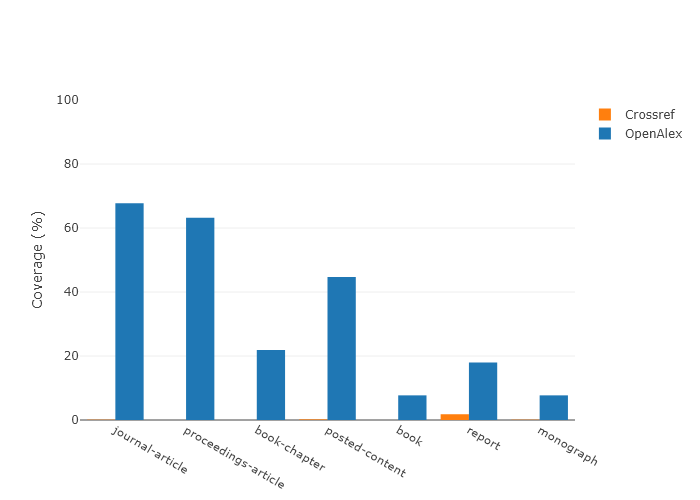 100
80
60
40
20
0
Coverage (%)
journal-article
proceedings-article
book-chapter
posted-content
book
report
monograph
Crossref
OpenAlex